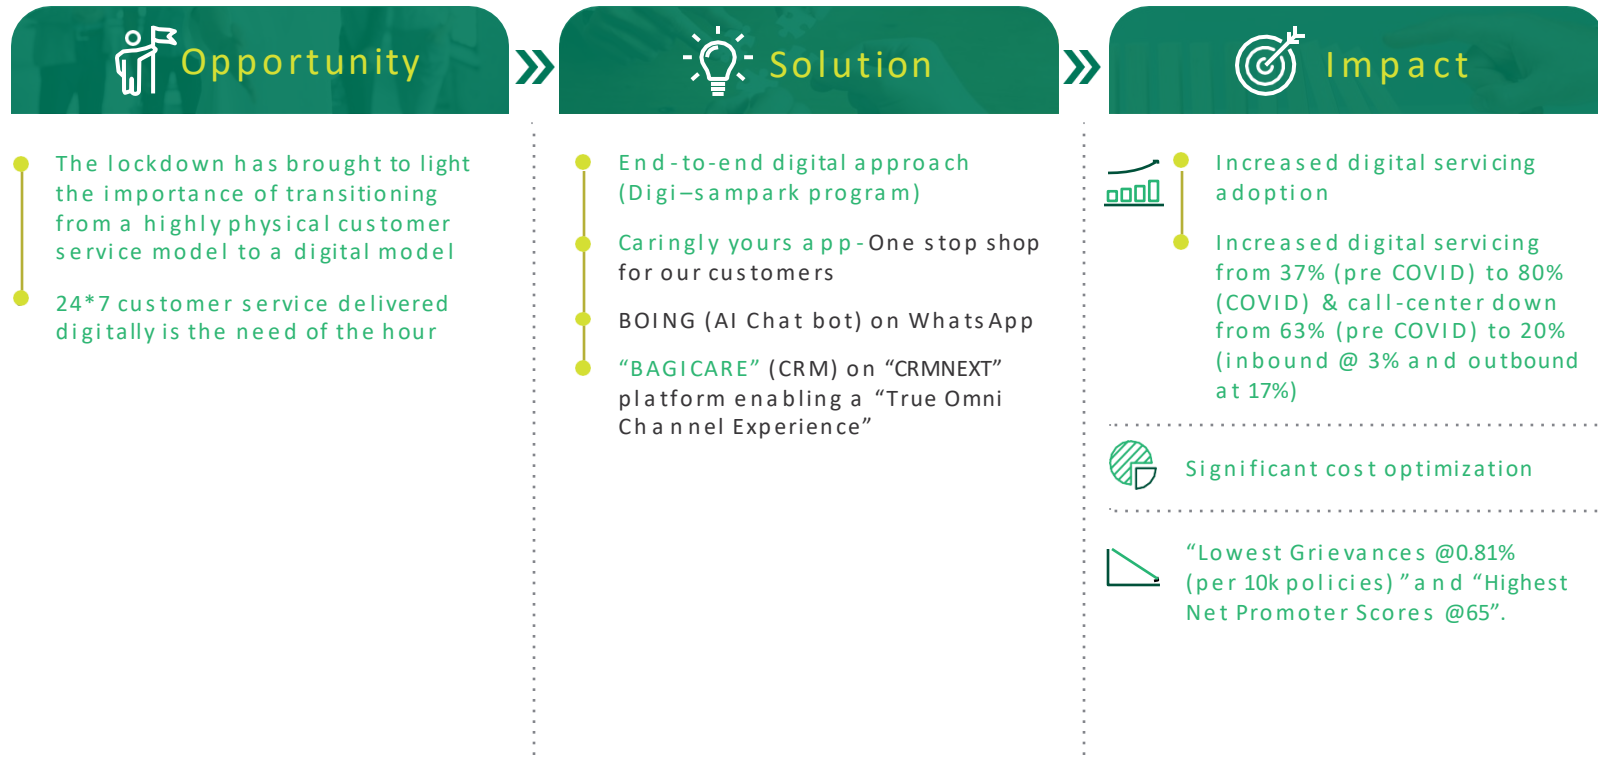 Opportunity
The lockdown has brought to light
the importance of transitioning
from a highly physical customer
service model to a digital model
24*7 customer service delivered
digitally is the need of the hour
Solution
End-to-end digital approach
(Digi–sampark program)
Caringly yours app-One stop shop
for our customers
BOING (AI Chat bot) on WhatsApp
“BAGICARE” (CRM) on “CRMNEXT”
platform enabling a “True Omni
Channel Experience”
Impact
Increased digital servicing
adoption
Increased digital servicing
from 37% (pre COVID) to 80%
(COVID) & call-center down
from 63% (pre COVID) to 20%
(inbound @ 3% and outbound
at 17%)
Significant cost optimization
“Lowest Grievances @0.81%
(per 10k policies) ”and “Highest
Net Promoter Scores @65”.